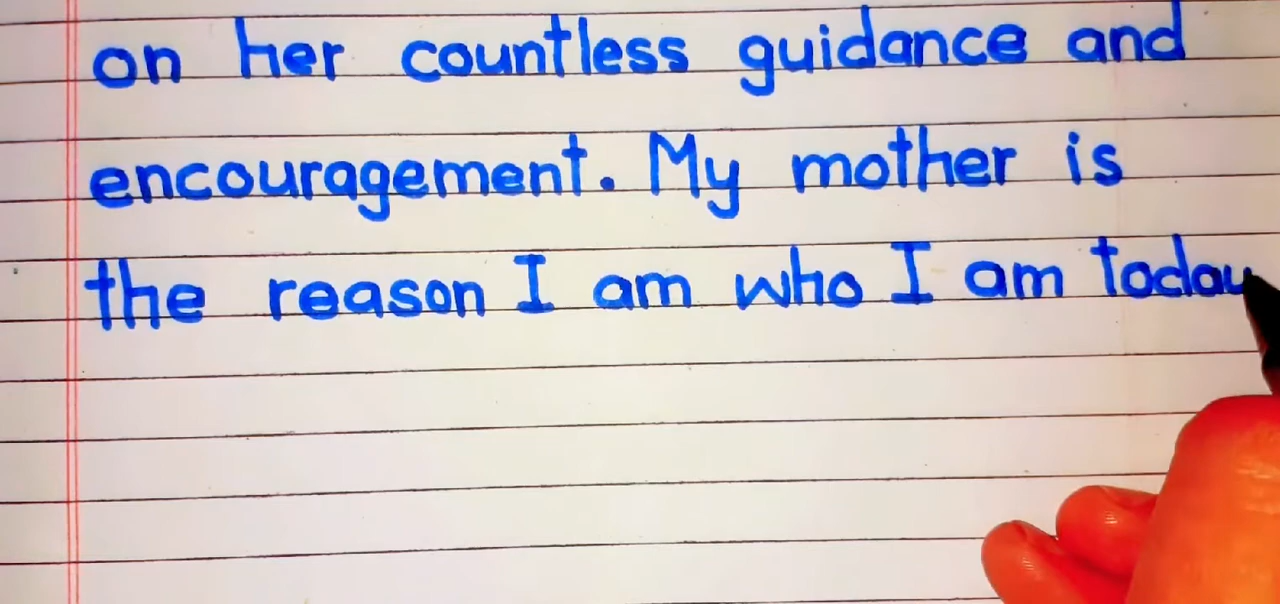 on her countless guidance and
encouragement. My mother is
the reason I am who I am today